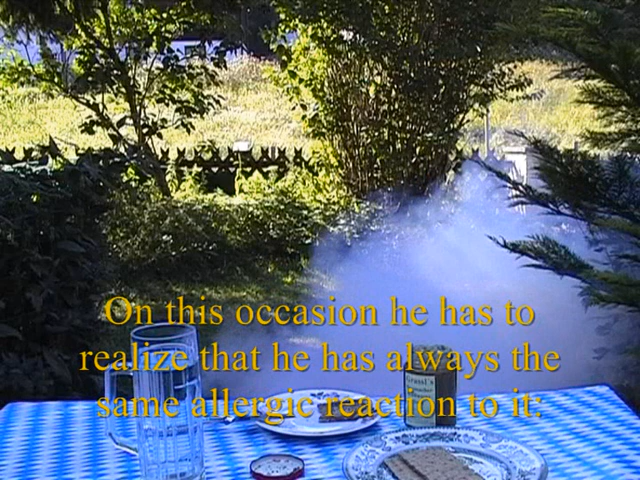 On this occasion he has to
realize that he has always the
same allergic reaction to it: